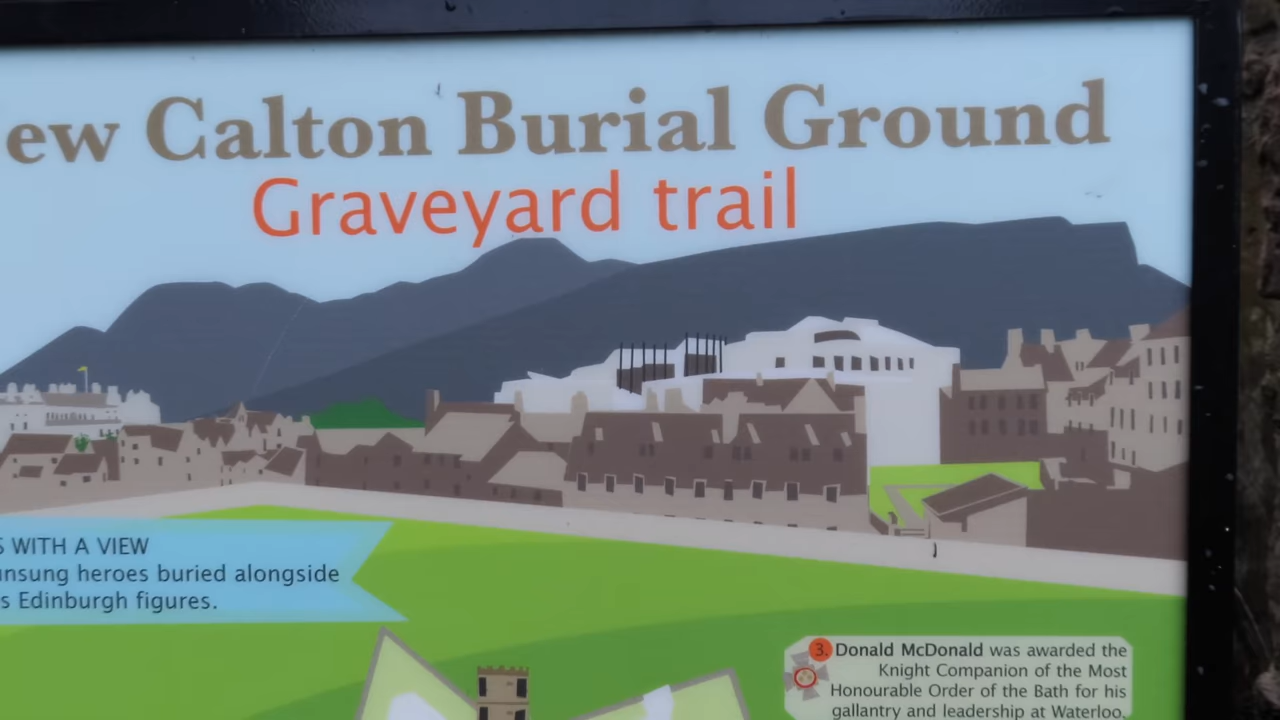 ew Calton Burial Ground
Graveyard trail
S WITH A VIEW
unsung heroes buried alongside
s Edinburgh figures.
3. Donald McDonald was awarded the
Knight Companion of the Most
Honourable Order of the Bath for his
gallantry and leadership at Waterloo.